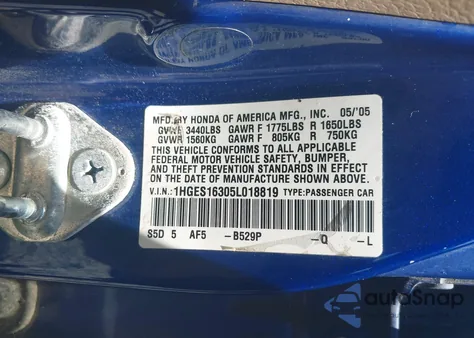 MFD. BY HONDA OF AMERICA MFG., INC. 05/'05
GVWR 3440LBS GAWR F 1775LBS R 1650LBS
GVWR 1560KG GAWR F 805KG R 750KG
THIS VEHICLE CONFORMS TO ALL APPLICABLE
FEDERAL MOTOR VEHICLE SAFETY, BUMPER,
AND THEFT PREVENTION STANDARDS IN EFFECT ON
THE DATE OF MANUFACTURE SHOWN ABOVE.
V.I.N.: 1HGES16305L018819 TYPE: PASSENGER CAR
S5D 5 AF5 -B529P -Q -L
autoSnap